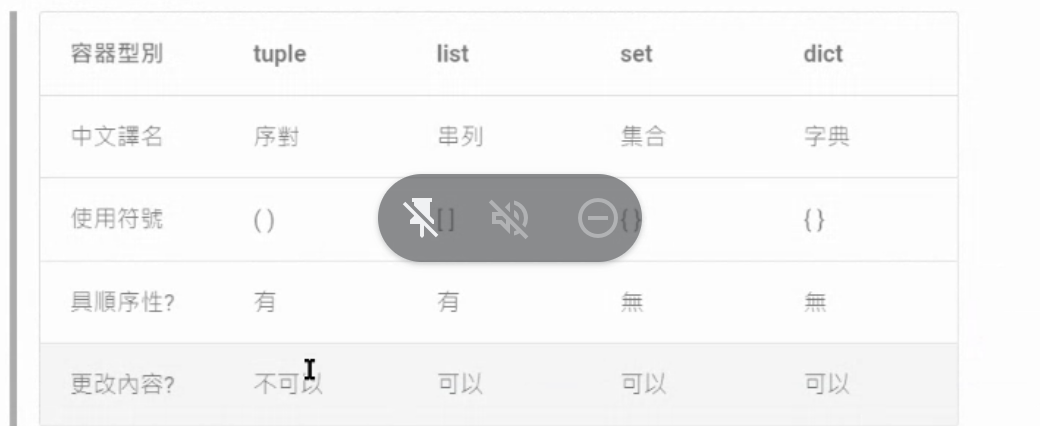 容器型別 tuple list set dict
中文譯名 序對 串列 集合 字典
使用符號 () [] {} {}
具順序性? 有 有 無 無
更改內容? 不可以 可以 可以 可以